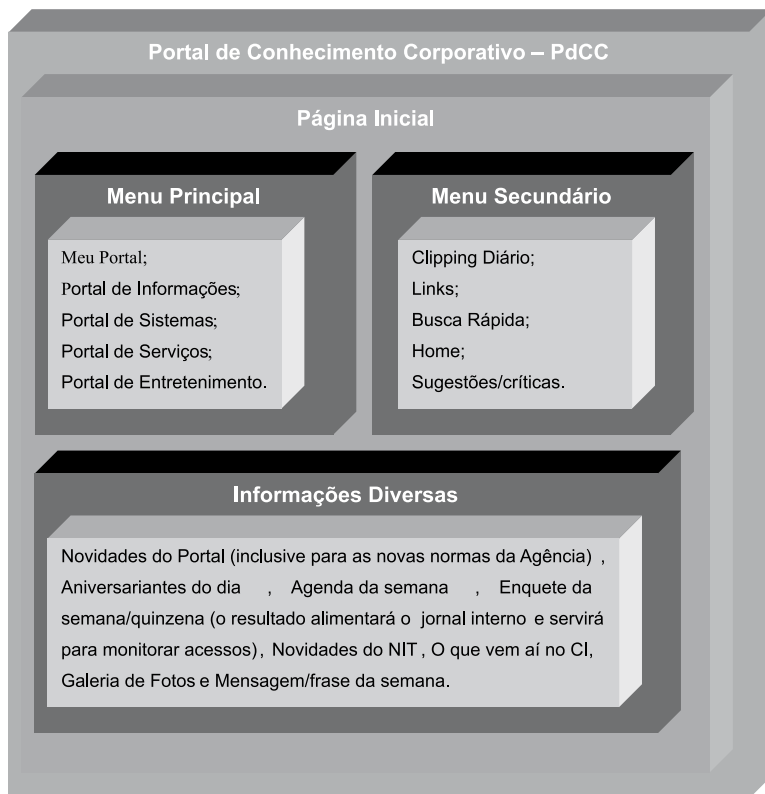 Portal de Conhecimento Corporativo – PdCC
Página Inicial
Menu Principal
Meu Portal;
Portal de Informações;
Portal de Sistemas;
Portal de Serviços;
Portal de Entretenimento.
Menu Secundário
Clipping Diário;
Links;
Busca Rápida;
Home;
Sugestões/críticas.
Informações Diversas
Novidades do Portal (inclusive para as novas normas da Agência) ,
Aniversariantes do dia , Agenda da semana , Enquete da
semana/quinzena (o resultado alimentará o jornal interno e servirá
para monitorar acessos), Novidades do NIT , O que vem aí no CI,
Galeria de Fotos e Mensagem/frase da semana.